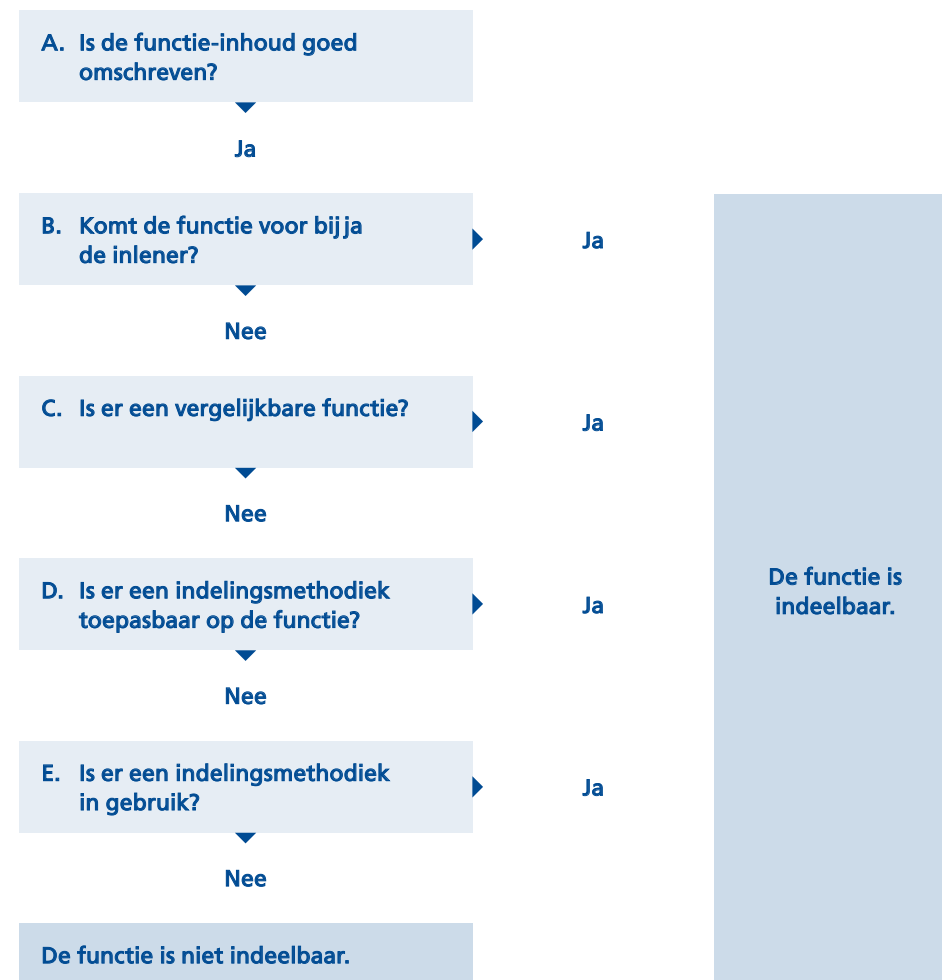 A. Is de functie-inhoud goed
omschreven?
Ja
B. Komt de functie voor bij ja
de inlener?
Ja
Nee
C. Is er een vergelijkbare functie?
Ja
Nee
D. Is er een indelingsmethodiek
toepasbaar op de functie?
Ja
Nee
E. Is er een indelingsmethodiek
in gebruik?
Ja
Nee
De functie is niet indeelbaar.
De functie is
indeelbaar.